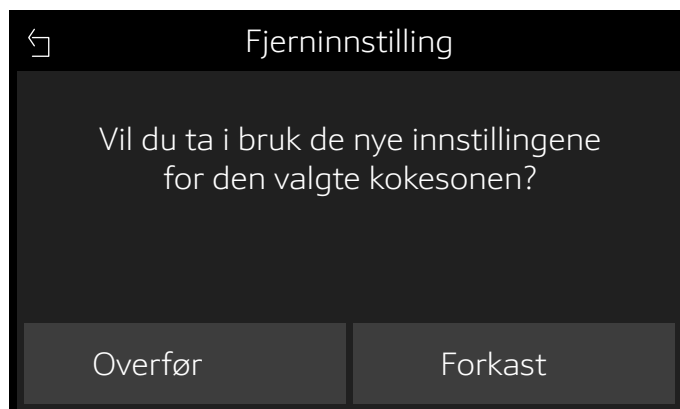 Fjerninnstilling
Vil du ta i bruk de nye innstillingene
for den valgte kokesonen?
Overfør
Forkast